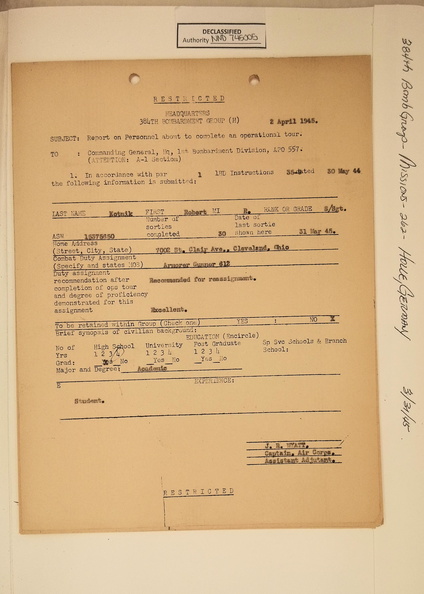 DECLASSIFIED
Authority NND 745005
RESTRICTED
HEADQUARTERS
384TH BOMBARDMENT GROUP (H)
2 April 1945.
SUBJECT: Report on Personnel about to complete an operational tour.
TO : Commanding General, Hq, 1st Bombardment Division, APO 557.
(ATTENTION: A-1 Section)
1. In accordance with par 1 1BD Instructions 35-4 dated 30 May 44
the following information is submitted:
LAST NAME Kotnik FIRST Robert MI R. RANK OR GRADE S/Sgt.
Number of Date of
sorties last sortie
ASN completed 30 shown here 31 Mar 45.
Home Address
(Street, City, State) St. Clair Ave., Cleveland, Ohio
Combat Duty Assignment
(Specify and states MOS) Armorer Gunner 612
Duty assignment
recommendation after Recommended for reassignment.
completion of one tour
and degree of proficiency
demonstrated for this
assignment Excellent.
To be retained within Group (Check one) YES : NO X
Brief synopsis of civilian background:
EDUCATION (Encircle)
No of High School University Post Graduate Sp Svc Schools & Branch
Yrs 1 2 3 4 1 2 3 4 1 2 3 4 School:
Grad: Yes No Yes No Yes No
Major and Degree: Academic
EXPERIENCE:
Student.
J. E. HYATT,
Captain, Air Corps,
Assistant Adjutant.
RESTRICTED
384th Bomb Group - Missions - 242 - Halle, Germany 3/31/45